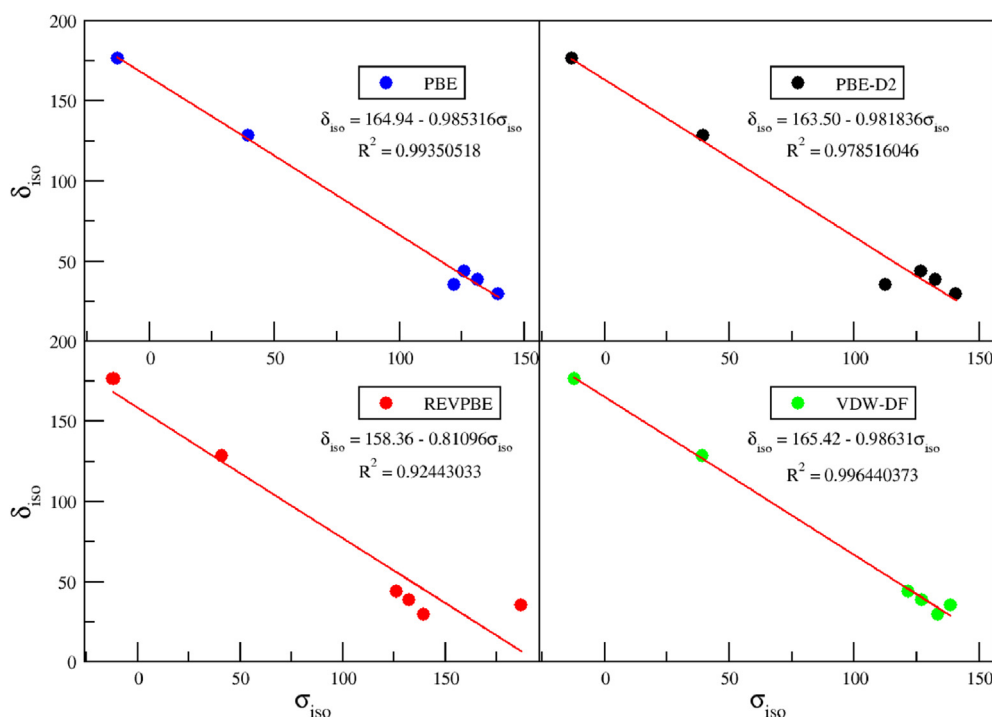 200
150
100
50
δiso
PBE
δiso = 164.94 - 0.985316σiso
R² = 0.99350518
PBE-D2
δiso = 163.50 - 0.981836σiso
R² = 0.978516046
0
50
100
150
0
50
100
150
200
150
100
50
0
δiso
REVPBE
δiso = 158.36 - 0.81096σiso
R² = 0.92443033
VDW-DF
δiso = 165.42 - 0.98631σiso
R² = 0.996440373
0
50
100
150
0
50
100
150
σiso
σiso